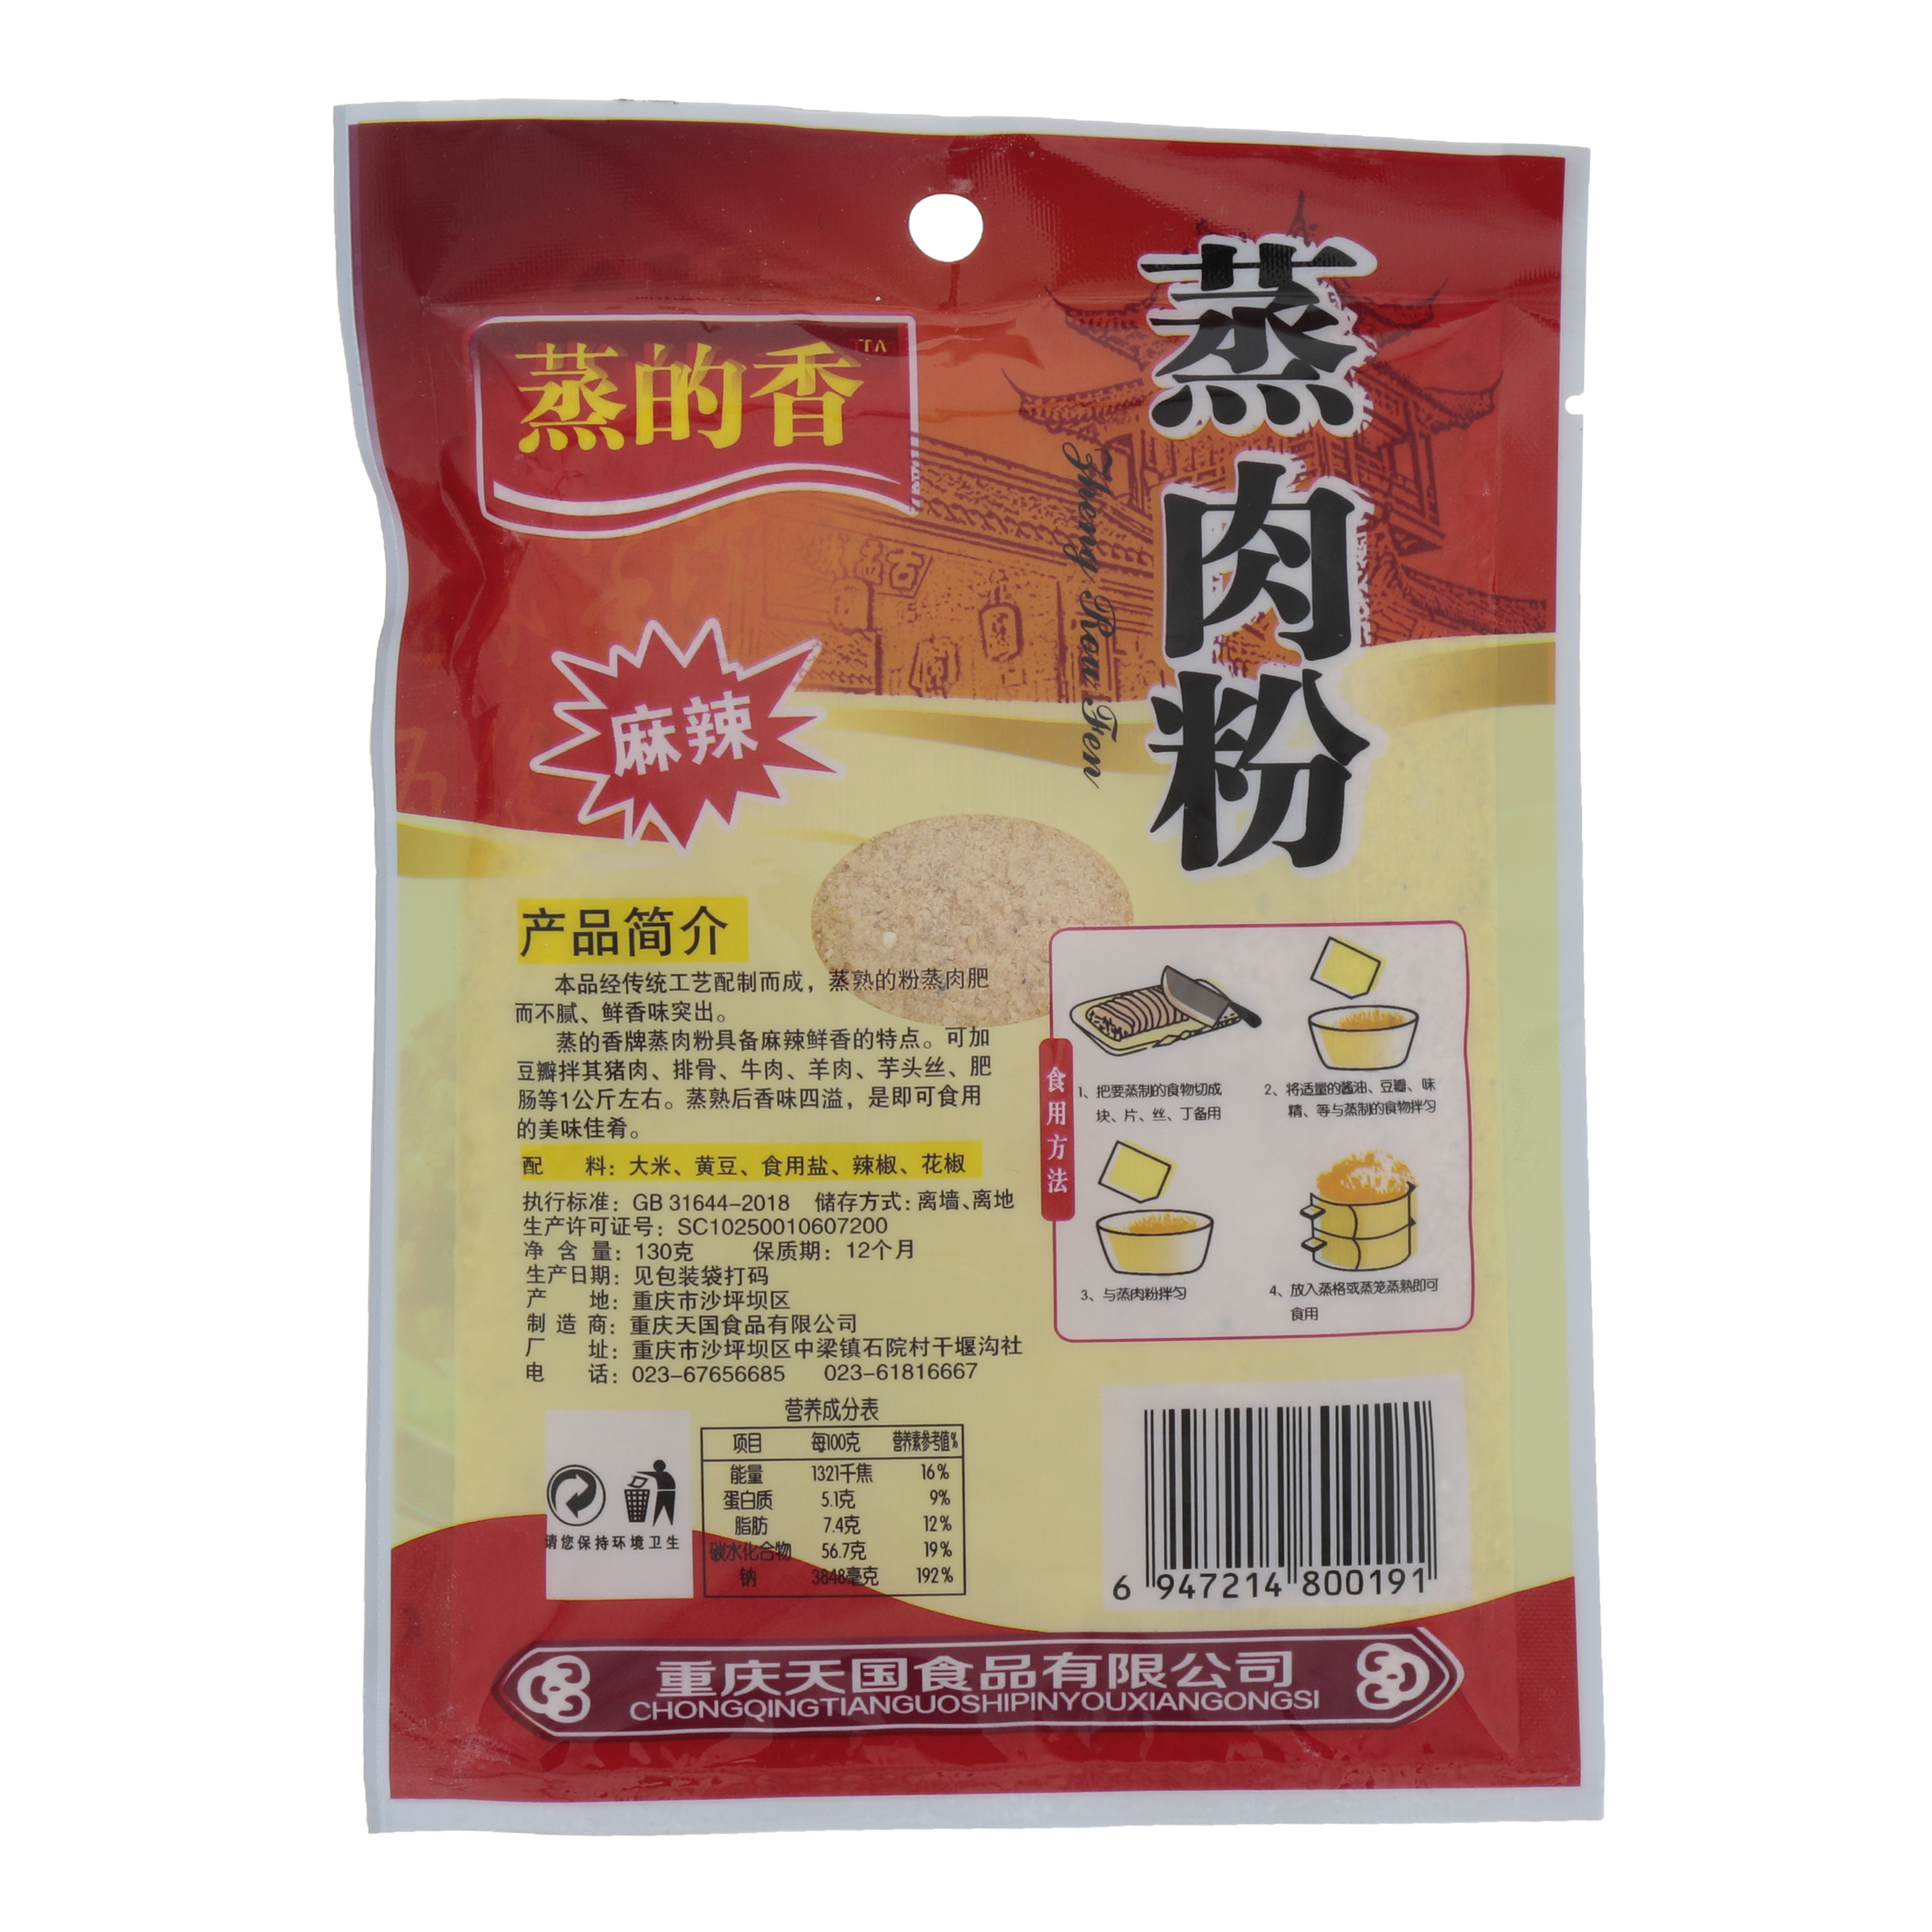 蒸的香
蒸肉粉
Zheng Rou Fen
麻辣
产品简介
本品经传统工艺配制而成，蒸熟的粉蒸肉肥
而不腻、鲜香味突出。
蒸的香牌蒸肉粉具备麻辣鲜香的特点。可加
豆瓣拌其猪肉、排骨、牛肉、羊肉、芋头丝、肥
肠等1公斤左右。蒸熟后香味四溢，是即可食用
的美味佳肴。
配 料：大米、黄豆、食用盐、辣椒、花椒
执行标准：GB 31644-2018 储存方式：离墙、离地
生产许可证号：SC10250010607200
净含量：130克 保质期：12个月
生产日期：见包装袋打码
产 地：重庆市沙坪坝区
制造商：重庆天国食品有限公司
厂 址：重庆市沙坪坝区中梁镇石院村干堰沟社
电 话：023-67656685 023-61816667
食用方法
1、把要蒸制的食物切成
块、片、丝、丁备用
2、将适量的酱油、豆瓣、味
精、等与蒸制的食物拌匀
3、与蒸肉粉拌匀
4、放入蒸格或蒸笼蒸熟即可
食用
请您保持环境卫生
营养成分表
项目 每100克 营养素参考值%
能量 1321千焦 16%
蛋白质 5.1克 9%
脂肪 7.4克 12%
碳水化合物 56.7克 19%
钠 3848毫克 192%
6 947214 800191
重庆天国食品有限公司
CHONGQINGTIANGUOSHIPINYOUXIANGONGSI